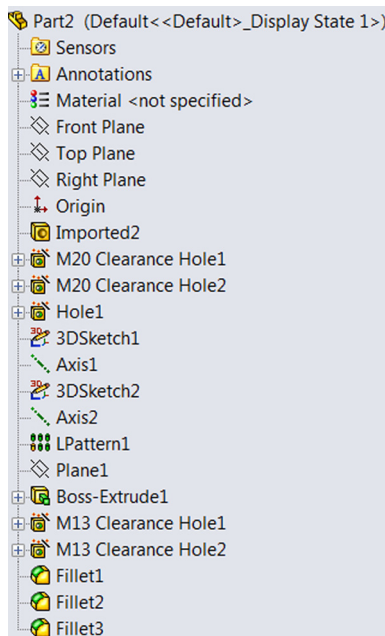 Part2 (Default<<Default>_Display State 1>)
Sensors
A Annotations
Material <not specified>
Front Plane
Top Plane
Right Plane
Origin
Imported2
M20 Clearance Hole1
M20 Clearance Hole2
Hole1
3D 3DSketch1
Axis1
3D 3DSketch2
Axis2
LPattern1
Plane1
Boss-Extrude1
M13 Clearance Hole1
M13 Clearance Hole2
Fillet1
Fillet2
Fillet3